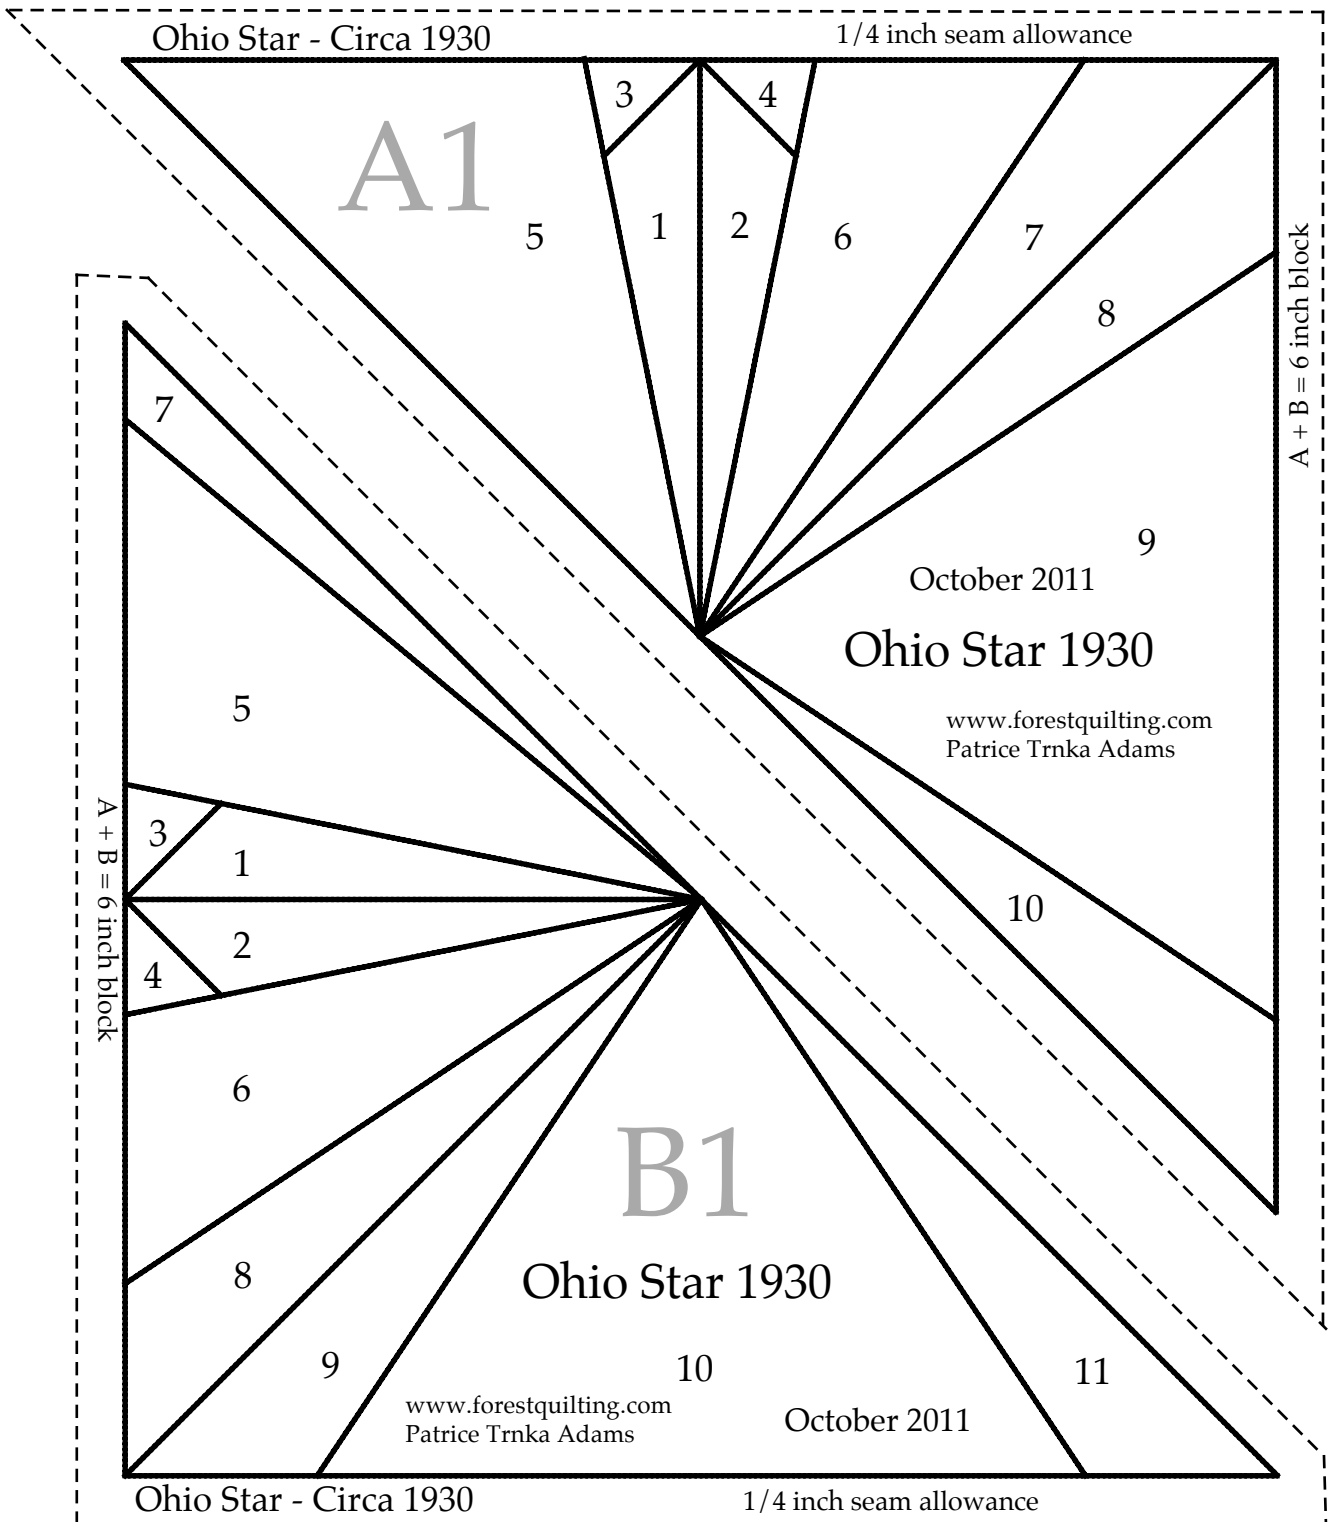 Ohio Star - Circa 1930
1/4 inch seam allowance
A1
3
4
5
1
2
6
7
8
A + B = 6 inch block
9
October 2011
Ohio Star 1930
www.forestquilting.com
Patrice Trnka Adams
10
7
5
3
1
A + B = 6 inch block
2
4
6
B1
8
Ohio Star 1930
9
10
11
www.forestquilting.com
Patrice Trnka Adams
October 2011
Ohio Star - Circa 1930
1/4 inch seam allowance